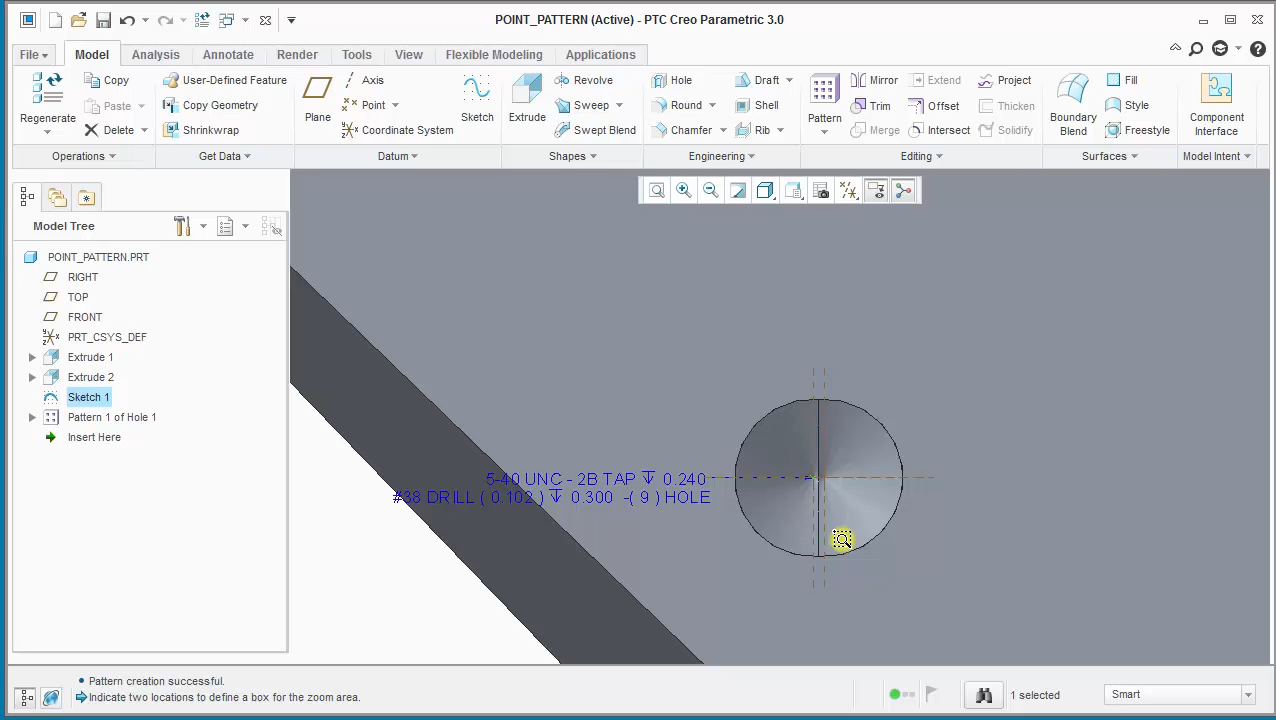 POINT_PATTERN (Active) - PTC Creo Parametric 3.0
File Model Analysis Annotate Render Tools View Flexible Modeling Applications
Regenerate
Copy
Paste
Delete
Operations
User-Defined Feature
Copy Geometry
Shrinkwrap
Get Data
Plane
Axis
Point
Coordinate System
Sketch
Datum
Extrude
Revolve
Sweep
Swept Blend
Shapes
Hole
Round
Chamfer
Draft
Shell
Rib
Engineering
Pattern
Mirror
Trim
Merge
Extend
Offset
Intersect
Project
Thicken
Solidify
Editing
Boundary
Blend
Fill
Style
Freestyle
Surfaces
Component
Interface
Model Intent
Model Tree
POINT_PATTERN.PRT
RIGHT
TOP
FRONT
PRT_CSYS_DEF
Extrude 1
Extrude 2
Sketch 1
Pattern 1 of Hole 1
Insert Here
5-40 UNC - 2B TAP ↧ 0.240
#38 DRILL ( 0.102 ) ↧ 0.300 -( 9 ) HOLE
• Pattern creation successful.
Indicate two locations to define a box for the zoom area.
1 selected
Smart